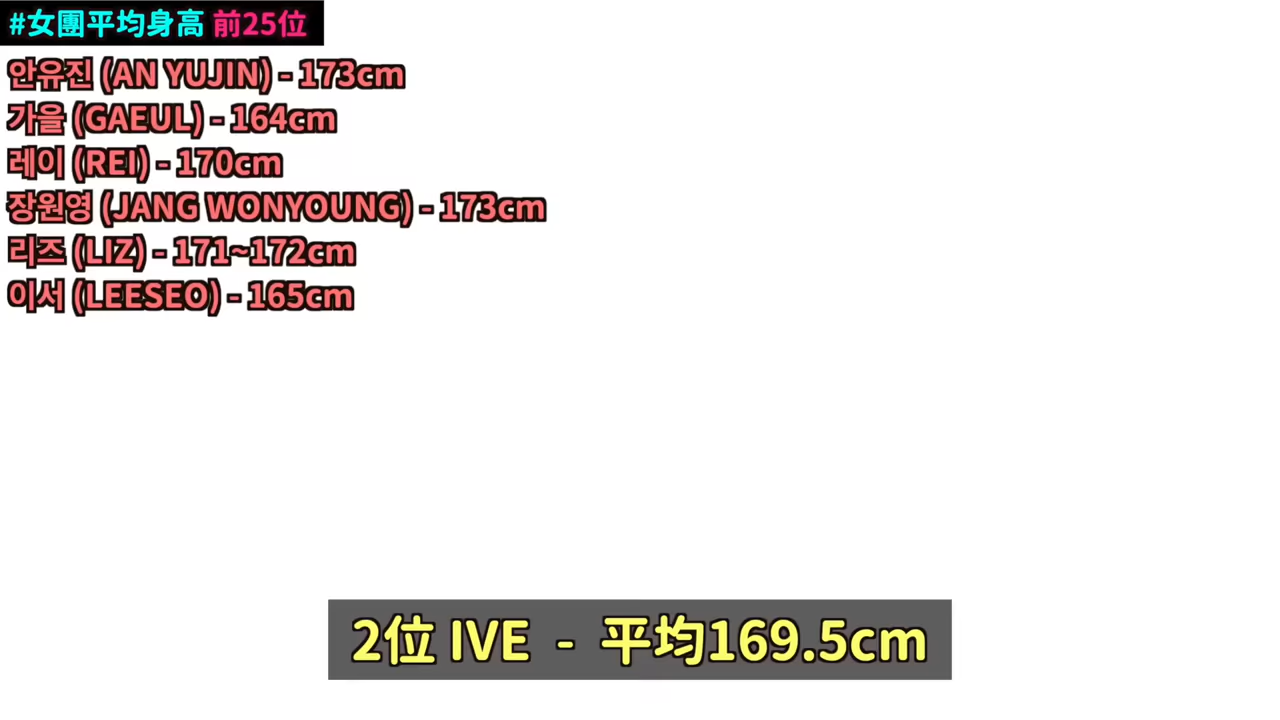 #女團平均身高 前25位
안유진 (AN YUJIN) - 173cm
가을 (GAEUL) - 164cm
레이 (REI) - 170cm
장원영 (JANG WONYOUNG) - 173cm
리즈 (LIZ) - 171~172cm
이서 (LEESEO) - 165cm
2位 IVE - 平均169.5cm